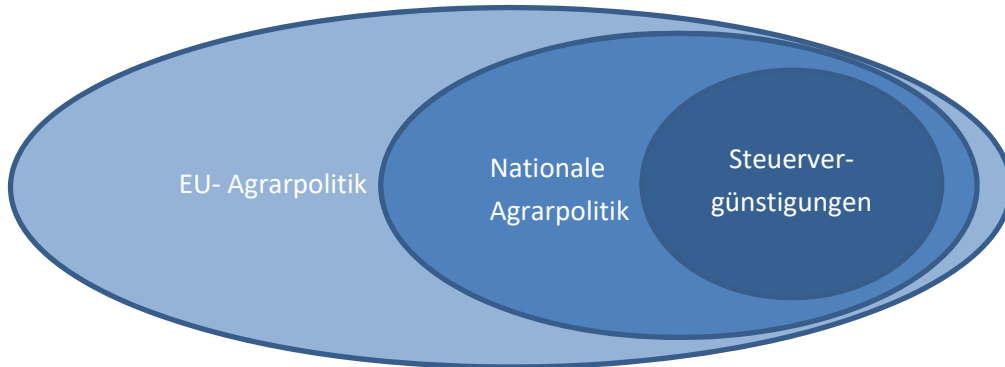 EU- Agrarpolitik
Nationale
Agrarpolitik
Steuerver-
günstigungen